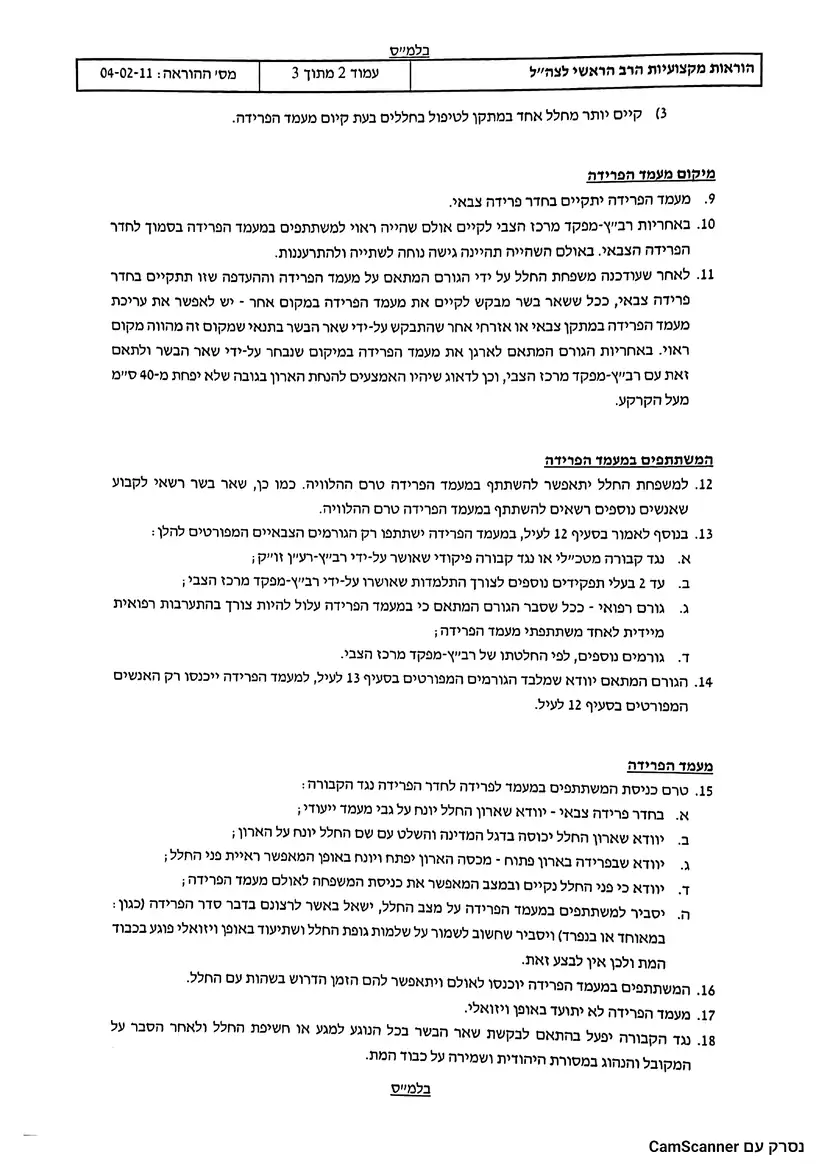 בלמ״ס
הוראות מקצועיות הרב הראשי לצה״ל עמוד 2 מתוך 3 מס׳ ההוראה: 04-02-11
3) קיים יותר מחלל אחד במתקן לטיפול בחללים בעת קיום מעמד הפרידה.
מיקום מעמד הפרידה
9. מעמד הפרידה יתקיים בחדר פרידה צבאי.
10. באחריות רב״ץ-מפקד מרכז הצבי לקיים אולם שהייה ראוי למשתתפים במעמד הפרידה בסמוך לחדר
הפרידה הצבאי. באולם השהייה תהיינה גישה נוחה לשתייה ולהתרעננות.
11. לאחר שעודכנה משפחת החלל על ידי הגורם המתאם על מעמד הפרידה וההעדפה שזו תתקיים בחדר
פרידה צבאי, ככל ששאר בשר מבקש לקיים את מעמד הפרידה במקום אחר - יש לאפשר את עריכת
מעמד הפרידה במתקן צבאי או אזרחי אחר שהתבקש על-ידי שאר הבשר בתנאי שמקום זה מהווה מקום
ראוי. באחריות הגורם המתאם לארגן את מעמד הפרידה במיקום שנבחר על-ידי שאר הבשר ולתאם
זאת עם רב״ץ-מפקד מרכז הצבי, וכן לדאוג שיהיו האמצעים להנחת הארון בגובה שלא יפחת מ-40 ס״מ
מעל הקרקע.
המשתתפים במעמד הפרידה
12. למשפחת החלל יתאפשר להשתתף במעמד הפרידה טרם ההלוויה. כמו כן, שאר בשר רשאי לקבוע
שאנשים נוספים רשאים להשתתף במעמד הפרידה טרם ההלוויה.
13. בנוסף לאמור בסעיף 12 לעיל, במעמד הפרידה ישתתפו רק הגורמים הצבאיים המפורטים להלן:
א. נגד קבורה מטכ״לי או נגד קבורה פיקודי שאושר על-ידי רב״ץ-רע״ן זו״ק;
ב. עד 2 בעלי תפקידים נוספים לצורך התלמדות שאושרו על-ידי רב״ץ-מפקד מרכז הצבי;
ג. גורם רפואי - ככל שסבר הגורם המתאם כי במעמד הפרידה עלול להיות צורך בהתערבות רפואית
מיידית לאחד משתתפתי מעמד הפרידה;
ד. גורמים נוספים, לפי החלטתו של רב״ץ-מפקד מרכז הצבי.
14. הגורם המתאם יוודא שמלבד הגורמים המפורטים בסעיף 13 לעיל, למעמד הפרידה ייכנסו רק האנשים
המפורטים בסעיף 12 לעיל.
מעמד הפרידה
15. טרם כניסת המשתתפים במעמד לפרידה לחדר הפרידה נגד הקבורה:
א. בחדר פרידה צבאי - יוודא שארון החלל יונח על גבי מעמד ייעודי;
ב. יוודא שארון החלל יכוסה בדגל המדינה והשלט עם שם החלל יונח על הארון;
ג. יוודא שבפרידה בארון פתוח - מכסה הארון יפתח ויונח באופן המאפשר ראיית פני החלל;
ד. יוודא כי פני החלל נקיים ובמצב המאפשר את כניסת המשפחה לאולם מעמד הפרידה;
ה. יסביר למשתתפים במעמד הפרידה על מצב החלל, ישאל באשר לרצונם בדבר סדר הפרידה (כגון:
במאוחד או בנפרד) ויסביר שחשוב לשמור על שלמות גופת החלל ושתיעוד באופן ויזואלי פוגע בכבוד
המת ולכן אין לבצע זאת.
16. המשתתפים במעמד הפרידה יוכנסו לאולם ויתאפשר להם הזמן הדרוש בשהות עם החלל.
17. מעמד הפרידה לא יתועד באופן ויזואלי.
18. נגד הקבורה יפעל בהתאם לבקשת שאר הבשר בכל הנוגע למגע או חשיפת החלל ולאחר הסבר על
המקובל והנהוג במסורת היהודית ושמירה על כבוד המת.
בלמ״ס
נסרק עם CamScanner